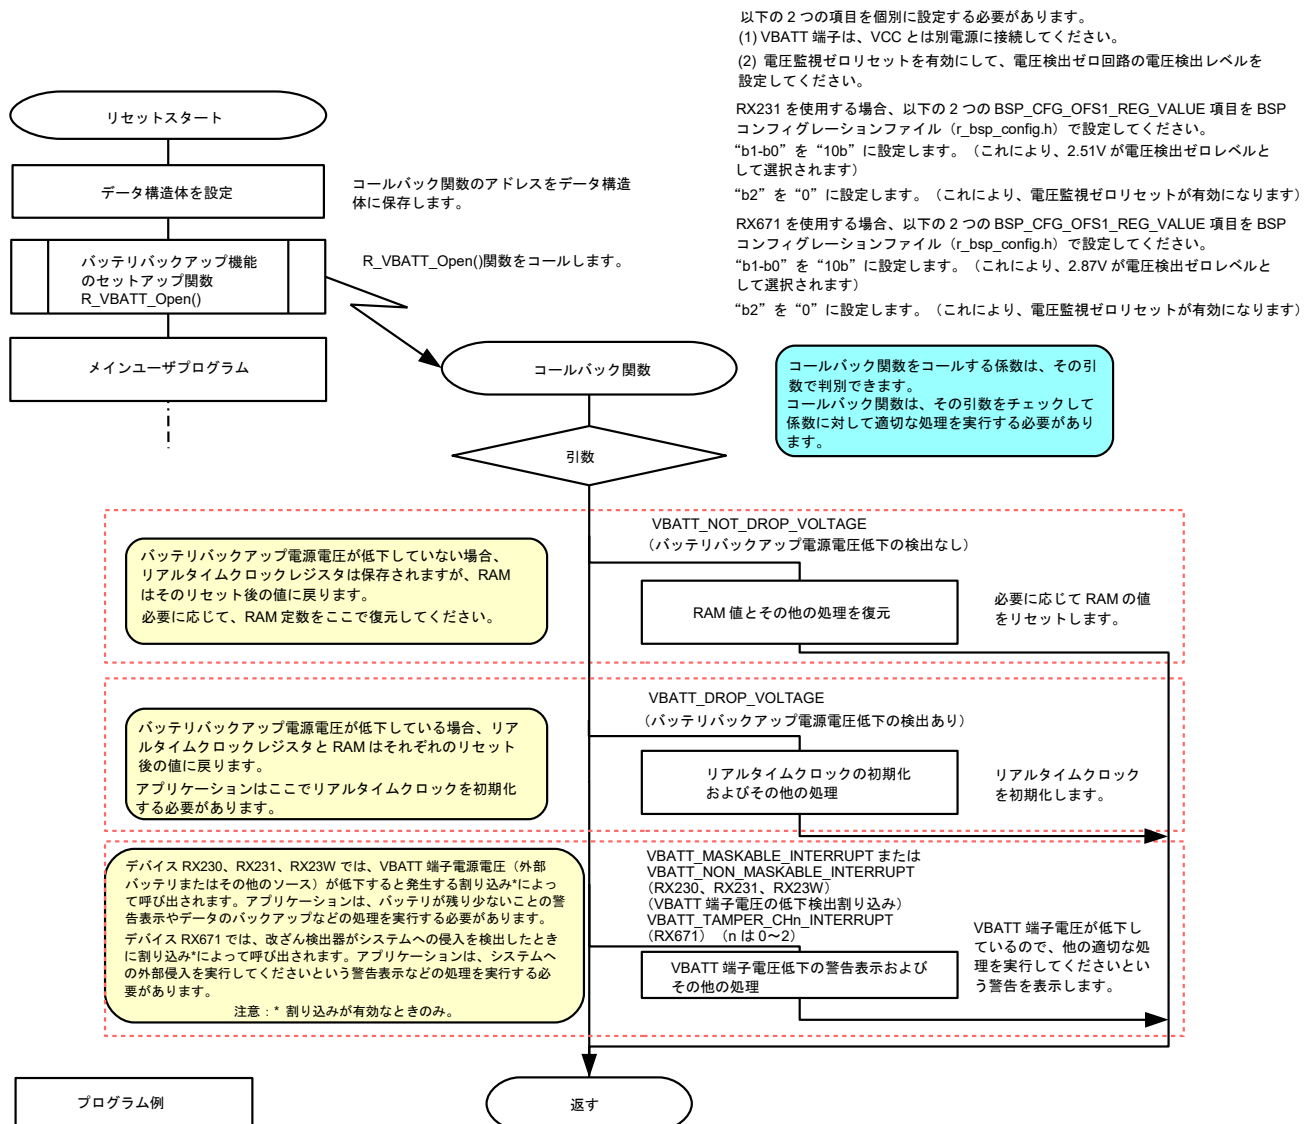 以下の 2 つの項目を個別に設定する必要があります。
(1) VBATT 端子は、VCC とは別電源に接続してください。
(2) 電圧監視ゼロリセットを有効にして、電圧検出ゼロ回路の電圧検出レベルを
設定してください。
RX231 を使用する場合、以下の 2 つの BSP_CFG_OFS1_REG_VALUE 項目を BSP
コンフィグレーションファイル（r_bsp_config.h）で設定してください。
“b1-b0”を“10b”に設定します。（これにより、2.51V が電圧検出ゼロレベルと
して選択されます）
“b2”を“0”に設定します。（これにより、電圧監視ゼロリセットが有効になります）
RX671 を使用する場合、以下の 2 つの BSP_CFG_OFS1_REG_VALUE 項目を BSP
コンフィグレーションファイル（r_bsp_config.h）で設定してください。
“b1-b0”を“10b”に設定します。（これにより、2.87V が電圧検出ゼロレベルと
して選択されます）
“b2”を“0”に設定します。（これにより、電圧監視ゼロリセットが有効になります）
リセットスタート
データ構造体を設定
コールバック関数のアドレスをデータ構造
体に保存します。
バッテリバックアップ機能
のセットアップ関数
R_VBATT_Open()
R_VBATT_Open()関数をコールします。
メインユーザプログラム
コールバック関数
コールバック関数をコールする係数は、その引
数で判別できます。
コールバック関数は、その引数をチェックして
係数に対して適切な処理を実行する必要があり
ます。
引数
VBATT_NOT_DROP_VOLTAGE
（バッテリバックアップ電源電圧低下の検出なし）
バッテリバックアップ電源電圧が低下していない場合、
リアルタイムクロックレジスタは保存されますが、RAM
はそのリセット後の値に戻ります。
必要に応じて、RAM 定数をここで復元してください。
RAM 値とその他の処理を復元
必要に応じて RAM の値
をリセットします。
VBATT_DROP_VOLTAGE
（バッテリバックアップ電源電圧低下の検出あり）
バッテリバックアップ電源電圧が低下している場合、リア
ルタイムクロックレジスタと RAM はそれぞれのリセット
後の値に戻ります。
アプリケーションはここでリアルタイムクロックを初期化
する必要があります。
リアルタイムクロックの初期化
およびその他の処理
リアルタイムクロック
を初期化します。
デバイス RX230、RX231、RX23W では、VBATT 端子電源電圧（外部
バッテリまたはその他のソース）が低下すると発生する割り込み*によっ
て呼び出されます。アプリケーションは、バッテリが残り少ないことの警
告表示やデータのバックアップなどの処理を実行する必要があります。
デバイス RX671 では、改ざん検出器がシステムへの侵入を検出したとき
に割り込み*によって呼び出されます。アプリケーションは、システムへ
の外部侵入を実行してくださいという警告表示などの処理を実行する必
要があります。
注意：* 割り込みが有効なときのみ。
VBATT_MASKABLE_INTERRUPT または
VBATT_NON_MASKABLE_INTERRUPT
（RX230、RX231、RX23W）
（VBATT 端子電圧の低下検出割り込み）
VBATT_TAMPER_CHn_INTERRUPT
（RX671）（n は 0～2）
VBATT 端子電圧低下の警告表示および
その他の処理
VBATT 端子電圧が低下し
ているので、他の適切な処
理を実行してくださいとい
う警告を表示します。
プログラム例
返す